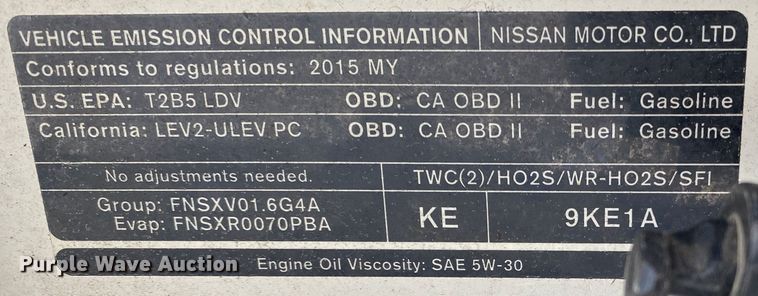 VEHICLE EMISSION CONTROL INFORMATION NISSAN MOTOR CO., LTD
Conforms to regulations: 2015 MY
U.S. EPA: T2B5 LDV OBD: CA OBD II Fuel: Gasoline
California: LEV2-ULEV PC OBD: CA OBD II Fuel: Gasoline
No adjustments needed. TWC(2)/HO2S/WR-HO2S/SFI
Group: FNSXV01.6G4A
Evap: FNSXR0070PBA
KE 9KE1A
Engine Oil Viscosity: SAE 5W-30
Purple Wave Auction